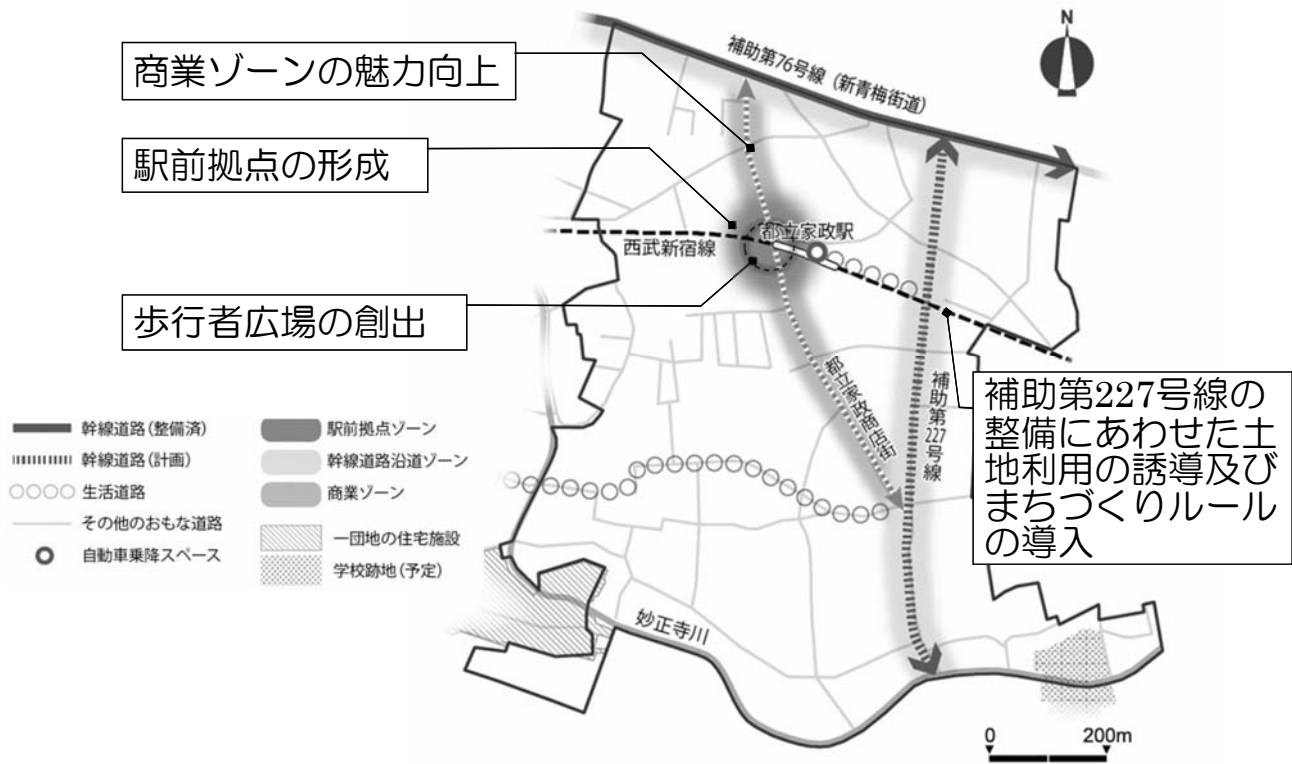 N
商業ゾーンの魅力向上
補助第76号線(新青梅街道)
駅前拠点の形成
都立家政駅
西武新宿線
歩行者広場の創出
都立家政商店街
補助第227号線
補助第227号線の
整備にあわせた土
地利用の誘導及び
まちづくりルール
の導入
幹線道路(整備済)
幹線道路(計画)
生活道路
その他のおもな道路
自動車乗降スペース
駅前拠点ゾーン
幹線道路沿道ゾーン
商業ゾーン
一団地の住宅施設
学校跡地(予定)
妙正寺川
0 200m